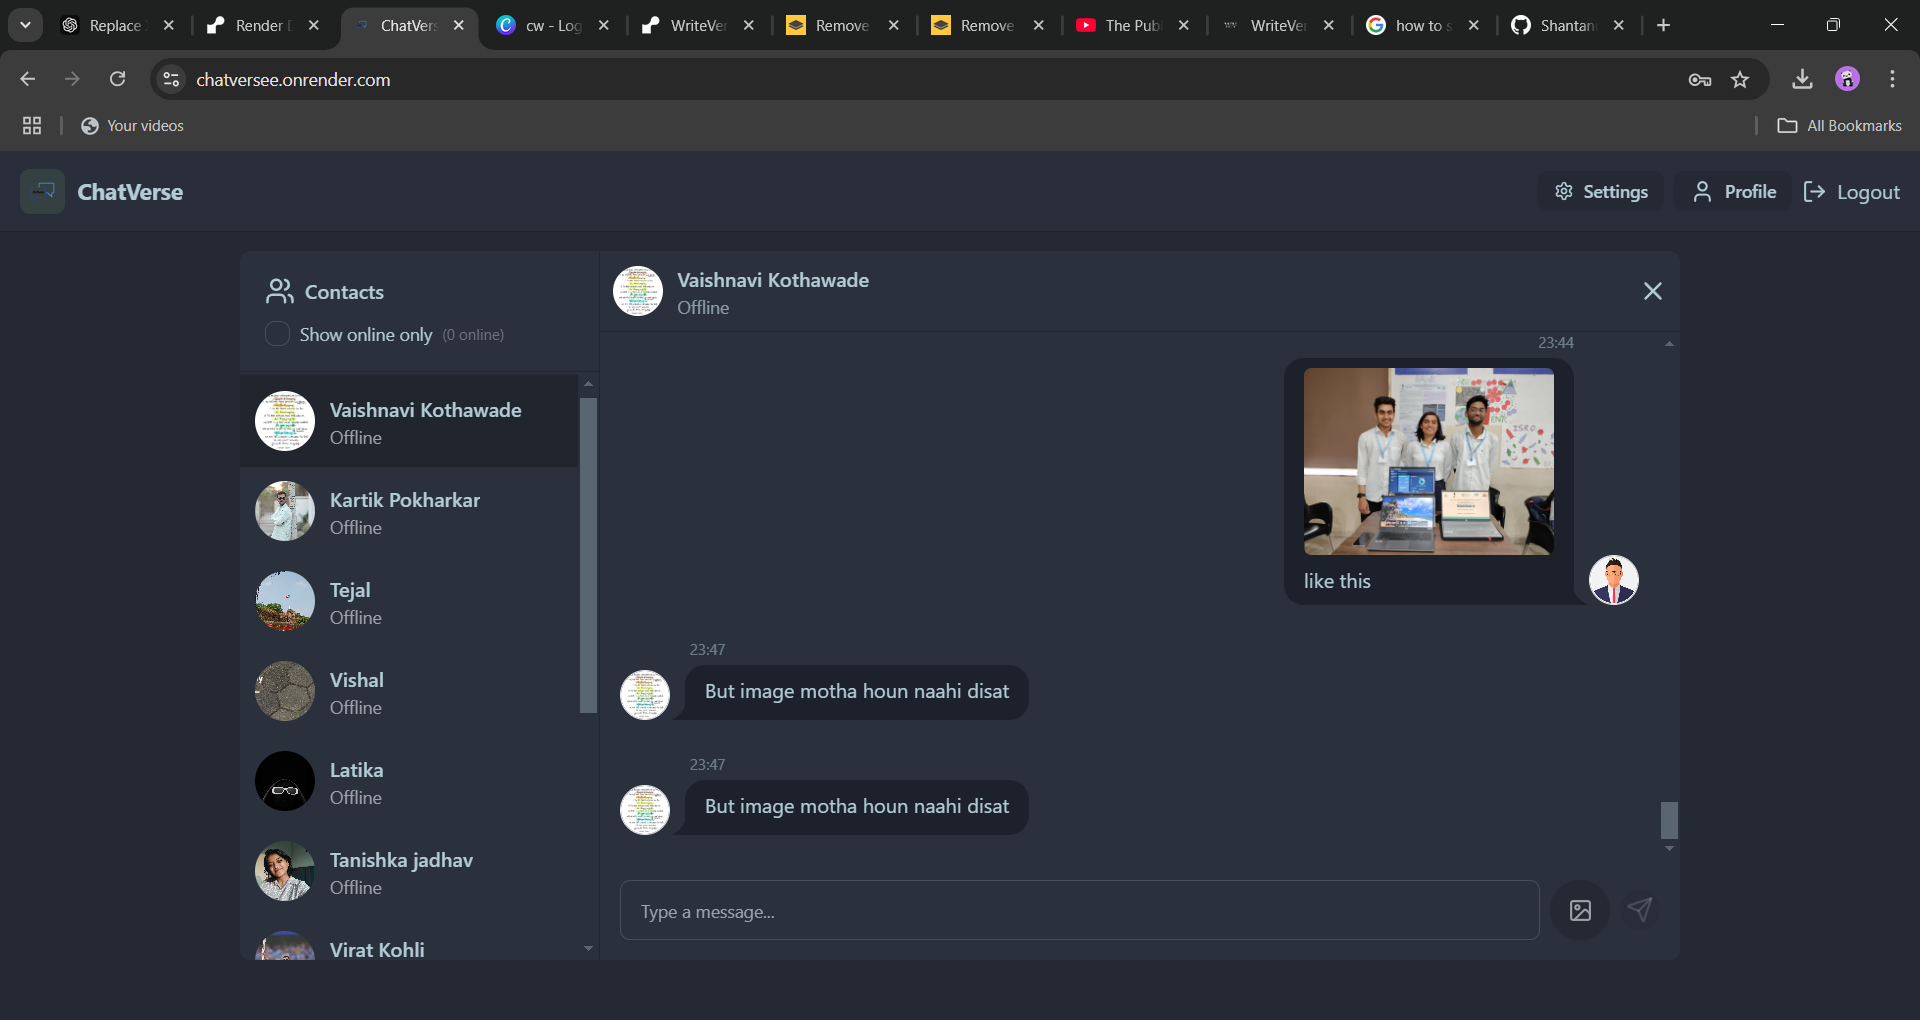 Replace
Render D
ChatVers
cw - Log
WriteVer
Remove
Remove
The Publ
WriteVer
how to s
Shantan
chatversee.onrender.com
Your videos
All Bookmarks
ChatVerse
Settings
Profile
Logout
Contacts
Show online only (0 online)
Vaishnavi Kothawade
Offline
Kartik Pokharkar
Offline
Tejal
Offline
Vishal
Offline
Latika
Offline
Tanishka jadhav
Offline
Virat Kohli
Vaishnavi Kothawade
Offline
23:44
ENTC
ISRO
like this
23:47
But image motha houn naahi disat
23:47
But image motha houn naahi disat
Type a message...